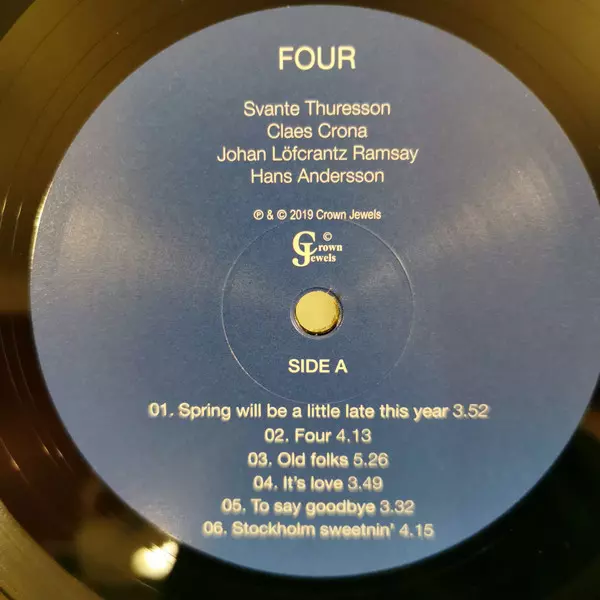 FOUR
Svante Thuresson
Claes Crona
Johan Löfcrantz Ramsay
Hans Andersson
℗ & © 2019 Crown Jewels
©
Crown
Jewels
SIDE A
01. Spring will be a little late this year 3.52
02. Four 4.13
03. Old folks 5.26
04. It's love 3.49
05. To say goodbye 3.32
06. Stockholm sweetnin' 4.15